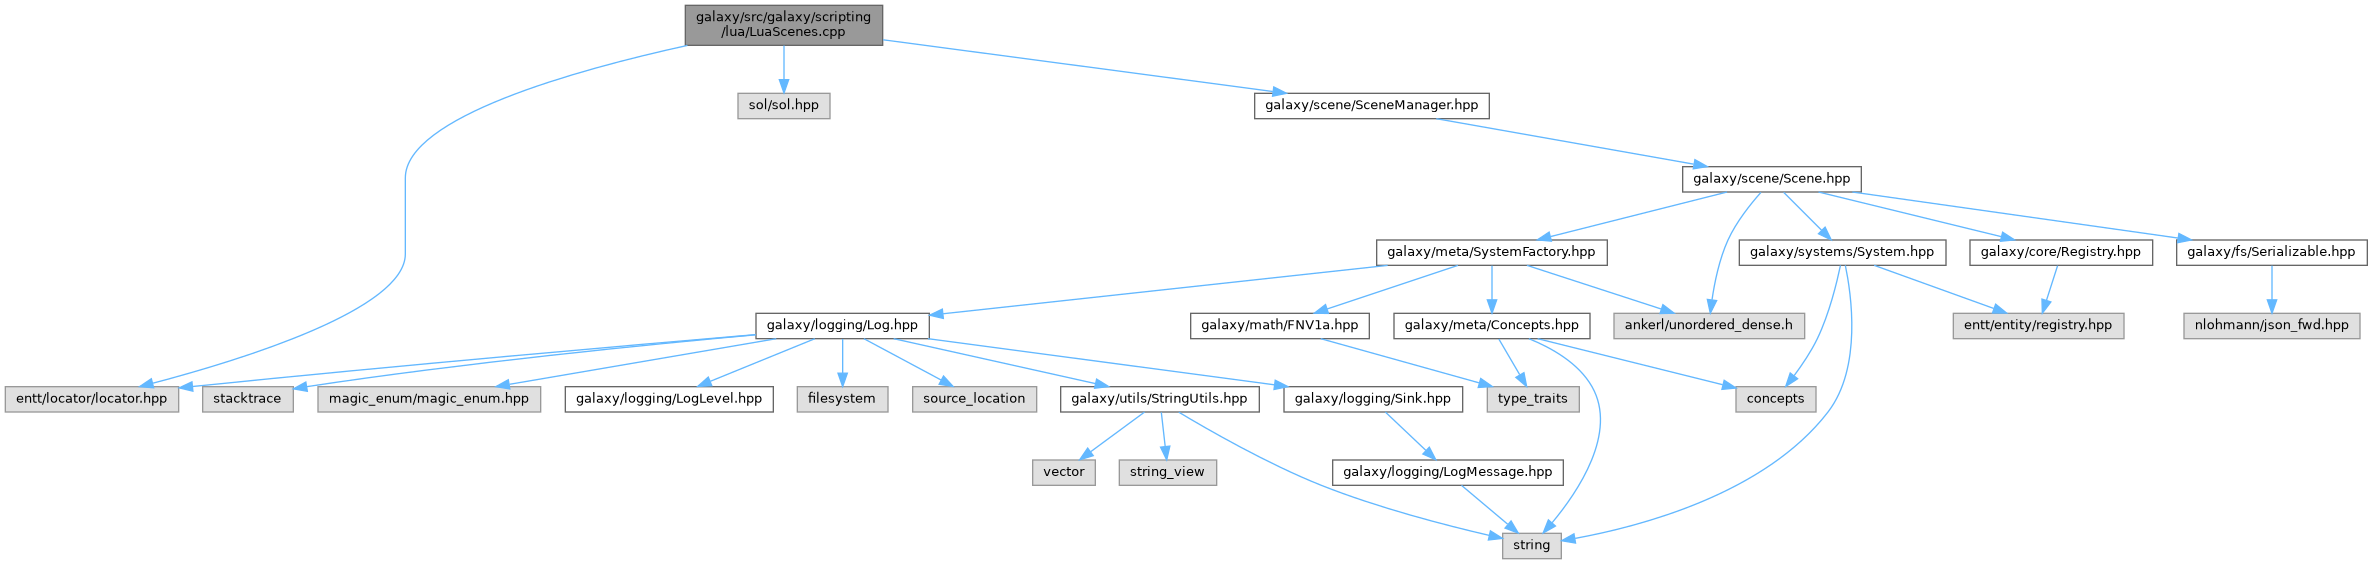 galaxy/src/galaxy/scripting
/lua/LuaScenes.cpp
sol/sol.hpp
galaxy/scene/SceneManager.hpp
galaxy/scene/Scene.hpp
galaxy/meta/SystemFactory.hpp
galaxy/systems/System.hpp
galaxy/core/Registry.hpp
galaxy/fs/Serializable.hpp
galaxy/logging/Log.hpp
galaxy/math/FNV1a.hpp
galaxy/meta/Concepts.hpp
ankerl/unordered_dense.h
entt/entity/registry.hpp
nlohmann/json_fwd.hpp
entt/locator/locator.hpp
stacktrace
magic_enum/magic_enum.hpp
galaxy/logging/LogLevel.hpp
filesystem
source_location
galaxy/utils/StringUtils.hpp
galaxy/logging/Sink.hpp
type_traits
concepts
vector
string_view
galaxy/logging/LogMessage.hpp
string